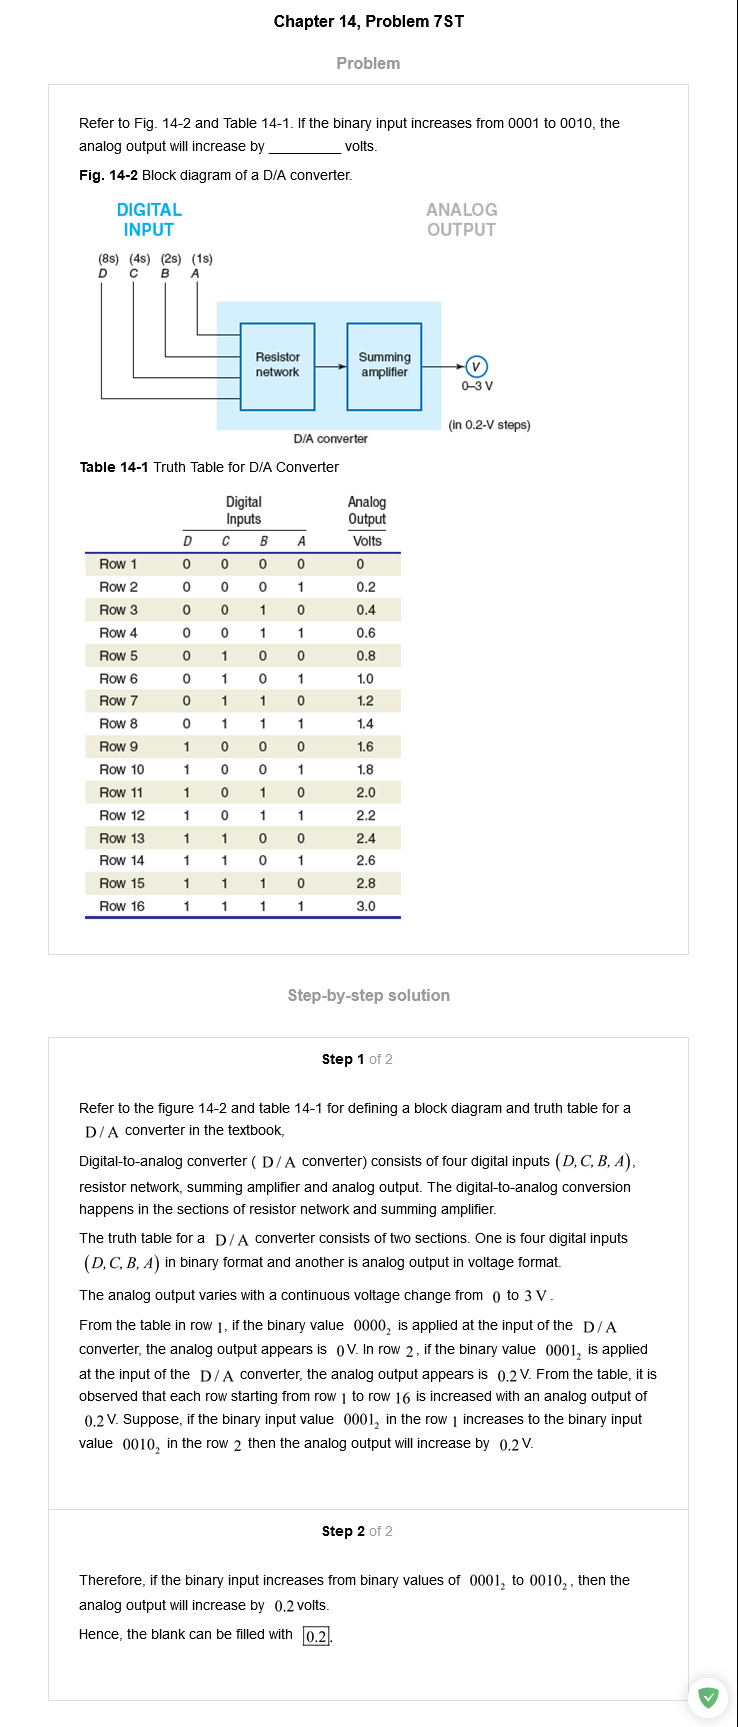 Chapter 14, Problem 7ST
Problem
Refer to Fig. 14-2 and Table 14-1. If the binary input increases from 0001 to 0010, the
analog output will increase by __________ volts.
Fig. 14-2 Block diagram of a D/A converter.
DIGITAL
INPUT
ANALOG
OUTPUT
(8s) (4s) (2s) (1s)
D C B A
Resistor
network
Summing
amplifier
V
0–3 V
(in 0.2-V steps)
D/A converter
Table 14-1 Truth Table for D/A Converter
Digital
Inputs
Analog
Output
D C B A Volts
Row 1 0 0 0 0 0
Row 2 0 0 0 1 0.2
Row 3 0 0 1 0 0.4
Row 4 0 0 1 1 0.6
Row 5 0 1 0 0 0.8
Row 6 0 1 0 1 1.0
Row 7 0 1 1 0 1.2
Row 8 0 1 1 1 1.4
Row 9 1 0 0 0 1.6
Row 10 1 0 0 1 1.8
Row 11 1 0 1 0 2.0
Row 12 1 0 1 1 2.2
Row 13 1 1 0 0 2.4
Row 14 1 1 0 1 2.6
Row 15 1 1 1 0 2.8
Row 16 1 1 1 1 3.0
Step-by-step solution
Step 1 of 2
Refer to the figure 14-2 and table 14-1 for defining a block diagram and truth table for a
D/A converter in the textbook,
Digital-to-analog converter ( D/A converter) consists of four digital inputs (D, C, B, A),
resistor network, summing amplifier and analog output. The digital-to-analog conversion
happens in the sections of resistor network and summing amplifier.
The truth table for a D/A converter consists of two sections. One is four digital inputs
(D, C, B, A) in binary format and another is analog output in voltage format.
The analog output varies with a continuous voltage change from 0 to 3 V.
From the table in row 1, if the binary value 0000₂ is applied at the input of the D/A
converter, the analog output appears is 0 V. In row 2, if the binary value 0001₂ is applied
at the input of the D/A converter, the analog output appears is 0.2 V. From the table, it is
observed that each row starting from row 1 to row 16 is increased with an analog output of
0.2 V. Suppose, if the binary input value 0001₂ in the row 1 increases to the binary input
value 0010₂ in the row 2 then the analog output will increase by 0.2 V.
Step 2 of 2
Therefore, if the binary input increases from binary values of 0001₂ to 0010₂, then the
analog output will increase by 0.2 volts.
Hence, the blank can be filled with 0.2.